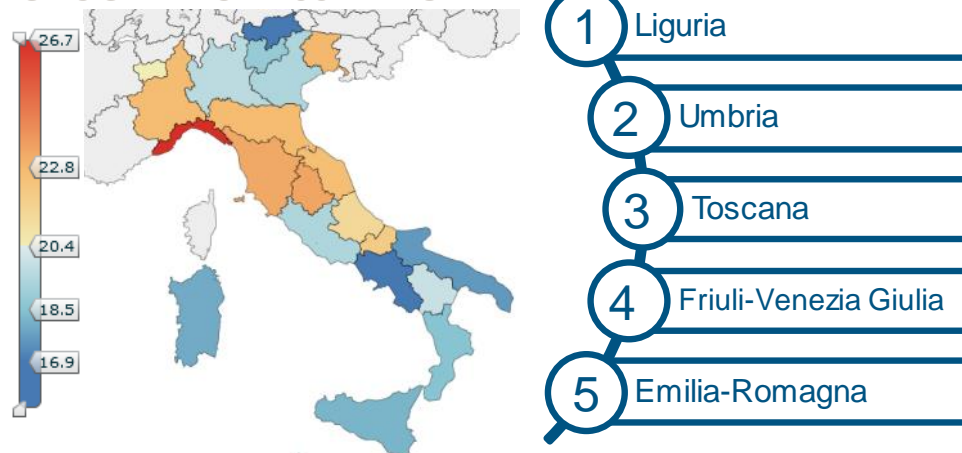 26.7
22.8
20.4
18.5
16.9
1 Liguria
2 Umbria
3 Toscana
4 Friuli-Venezia Giulia
5 Emilia-Romagna